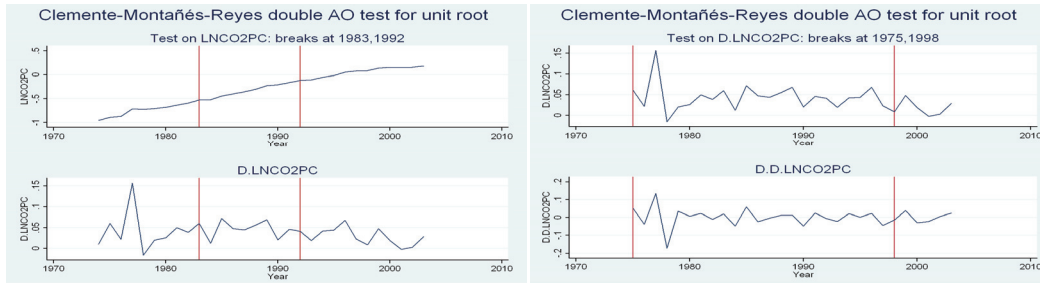 Clemente-Montañés-Reyes double AO test for unit root
Test on LNCO2PC: breaks at 1983,1992
LNCO2PC
.5
0
-.5
-1
1970 1980 1990 2000 2010
Year
D.LNCO2PC
D.LNCO2PC
.15
.05
0
1970 1980 1990 2000 2010
Year
Clemente-Montañés-Reyes double AO test for unit root
Test on D.LNCO2PC: breaks at 1975,1998
D.LNCO2PC
.15
.05
0
1970 1980 1990 2000 2010
Year
D.D.LNCO2PC
D.D.LNCO2PC
.2
.1
0
-.2
1970 1980 1990 2000 2010
Year